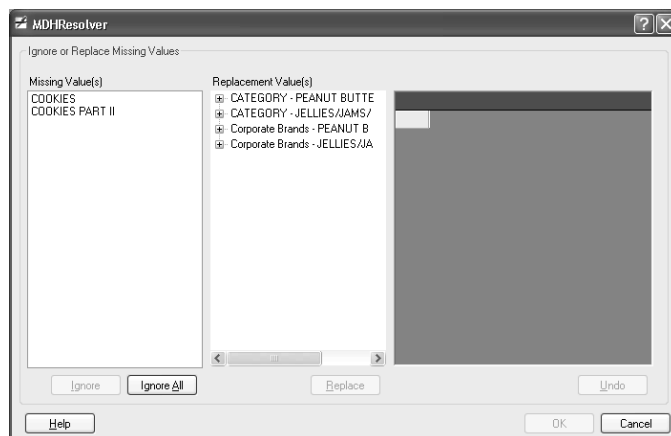 MDHResolver
Ignore or Replace Missing Values
Missing Value(s)
Replacement Value(s)
COOKIES
COOKIES PART II
CATEGORY - PEANUT BUTTE
CATEGORY - JELLIES/JAMS/
Corporate Brands - PEANUT B
Corporate Brands - JELLIES/JA
Ignore
Ignore All
Replace
Undo
Help
OK
Cancel